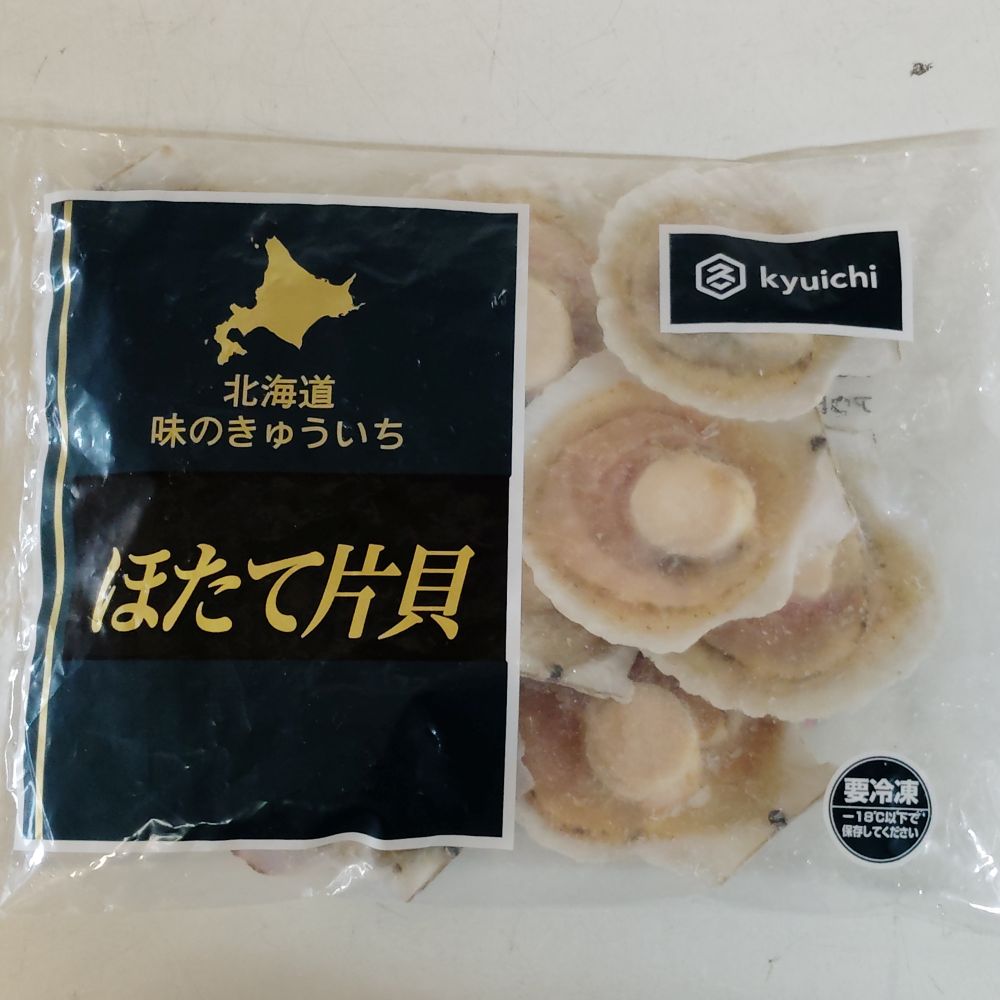 北海道
味のきゅういち
ほたて片貝
kyuichi
要冷凍
－18℃以下で
保存してください